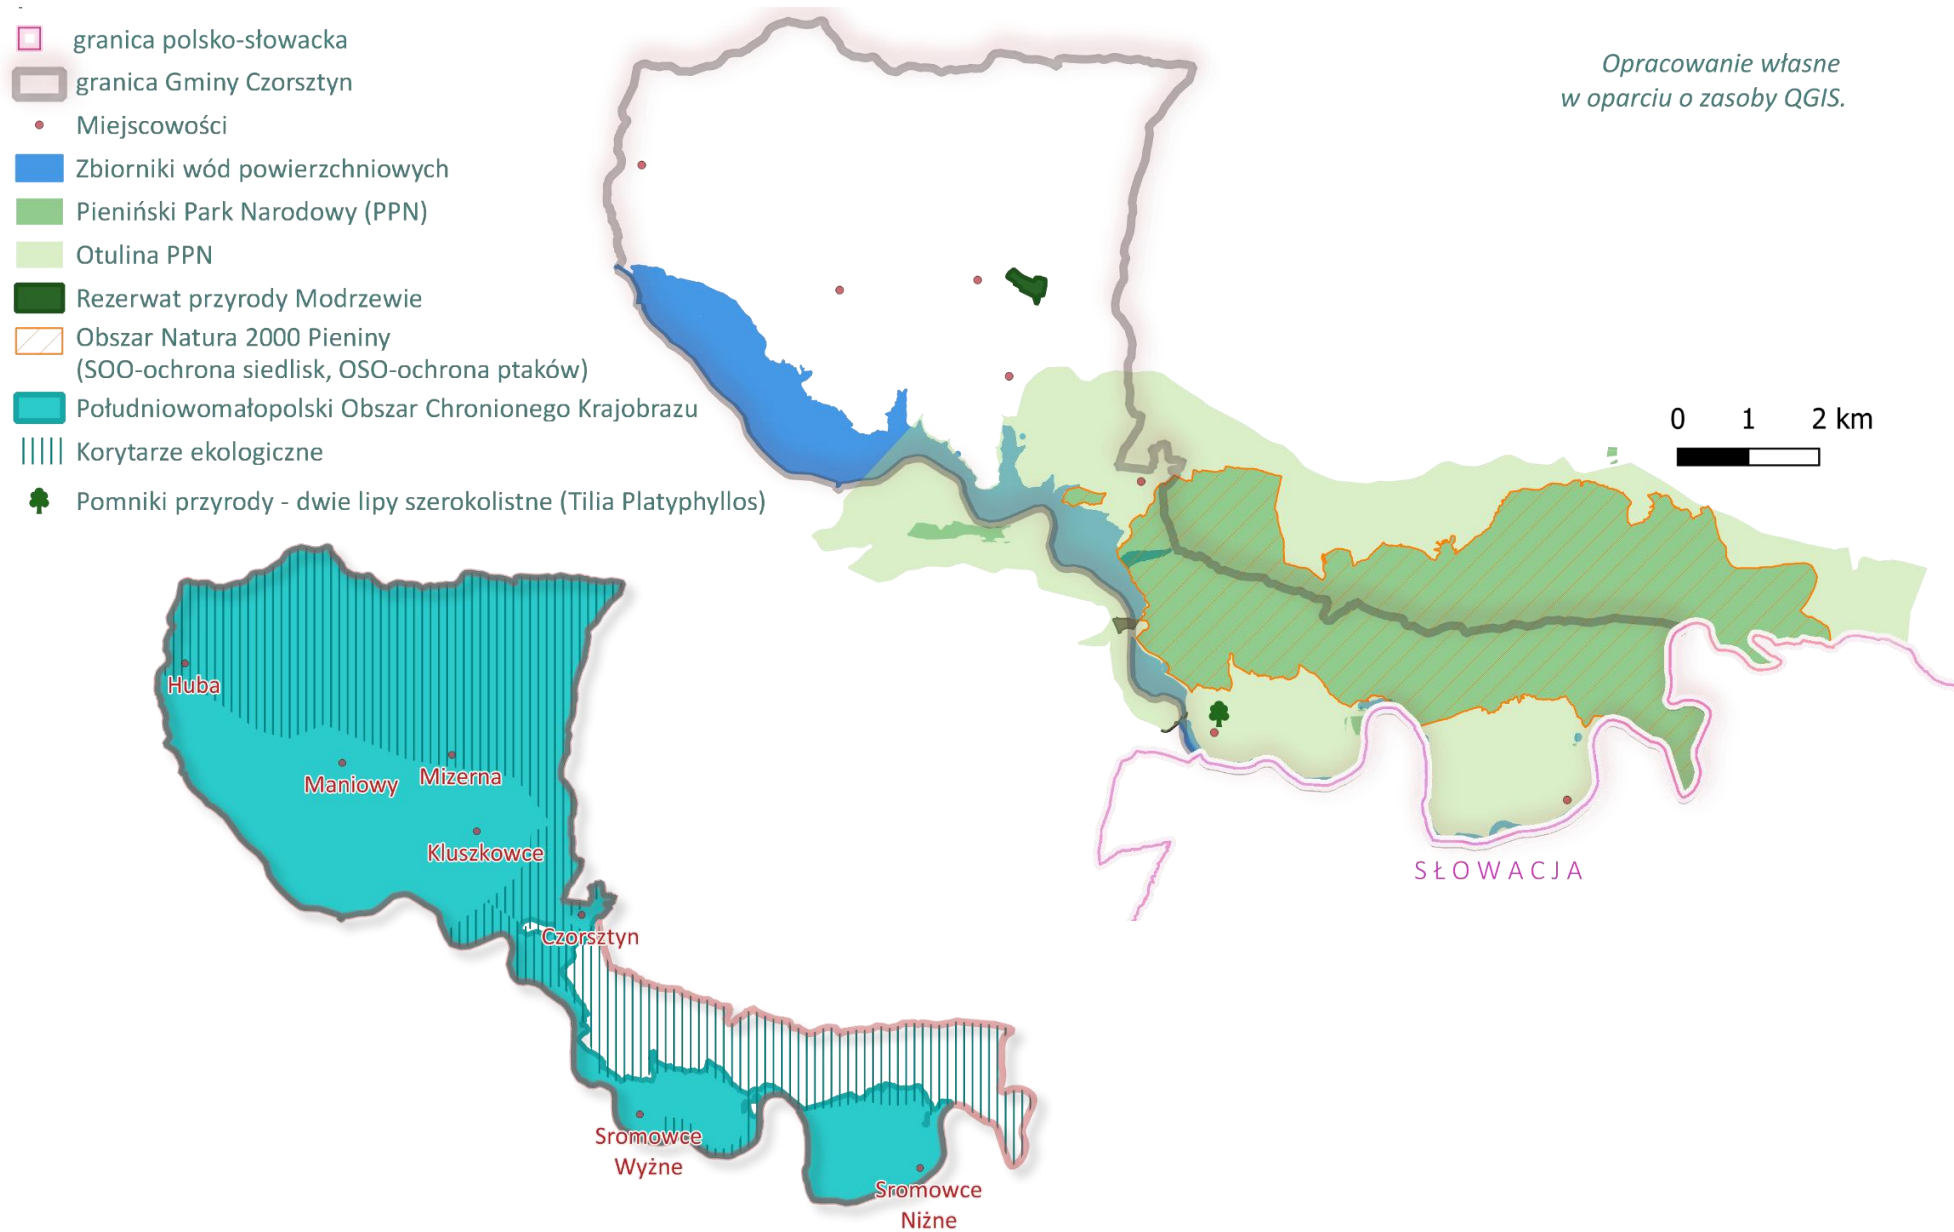 granica polsko-słowacka
granica Gminy Czorsztyn
Miejscowości
Zbiorniki wód powierzchniowych
Pieniński Park Narodowy (PPN)
Otulina PPN
Rezerwat przyrody Modrzewie
Obszar Natura 2000 Pieniny
(SOO-ochrona siedlisk, OSO-ochrona ptaków)
Południowomałopolski Obszar Chronionego Krajobrazu
Korytarze ekologiczne
Pomniki przyrody - dwie lipy szerokolistne (Tilia Platyphyllos)
Opracowanie własne
w oparciu o zasoby QGIS.
0 1 2 km
SŁOWACJA
Huba
Maniowy
Mizerna
Kluszkowce
Czorsztyn
Sromowce
Wyżne
Sromowce
Niżne